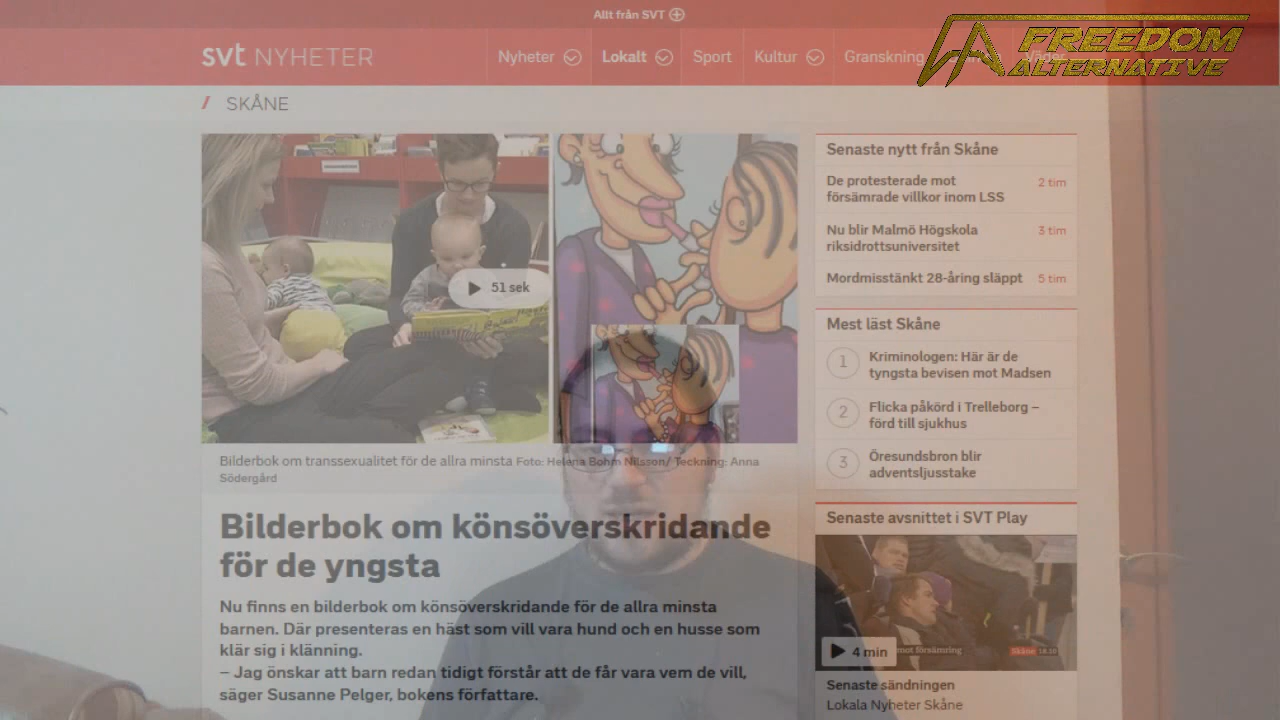 Allt från SVT
svt NYHETER
Nyheter
Lokalt
Sport
Kultur
Granskning
FREEDOM
ALTERNATIVE
/ SKÅNE
51 sek
Bilderbok om transsexualitet för de allra minsta Foto: Helena Bohm Nilsson/ Teckning: Anna
Södergård
Bilderbok om könsöverskridande
för de yngsta
Nu finns en bilderbok om könsöverskridande för de allra minsta
barnen. Där presenteras en häst som vill vara hund och en husse som
klär sig i klänning.
– Jag önskar att barn redan tidigt förstår att de får vara vem de vill,
säger Susanne Pelger, bokens författare.
Senaste nytt från Skåne
De protesterade mot 2 tim
försämrade villkor inom LSS
Nu blir Malmö Högskola 3 tim
riksidrottsuniversitet
Mordmisstänkt 28-åring släppt 5 tim
Mest läst Skåne
1 Kriminologen: Här är de
tyngsta bevisen mot Madsen
2 Flicka påkörd i Trelleborg –
förd till sjukhus
3 Öresundsbron blir
adventsljusstake
Senaste avsnittet i SVT Play
mot försämring
Skåne 18.30
4 min
Senaste sändningen
Lokala Nyheter Skåne